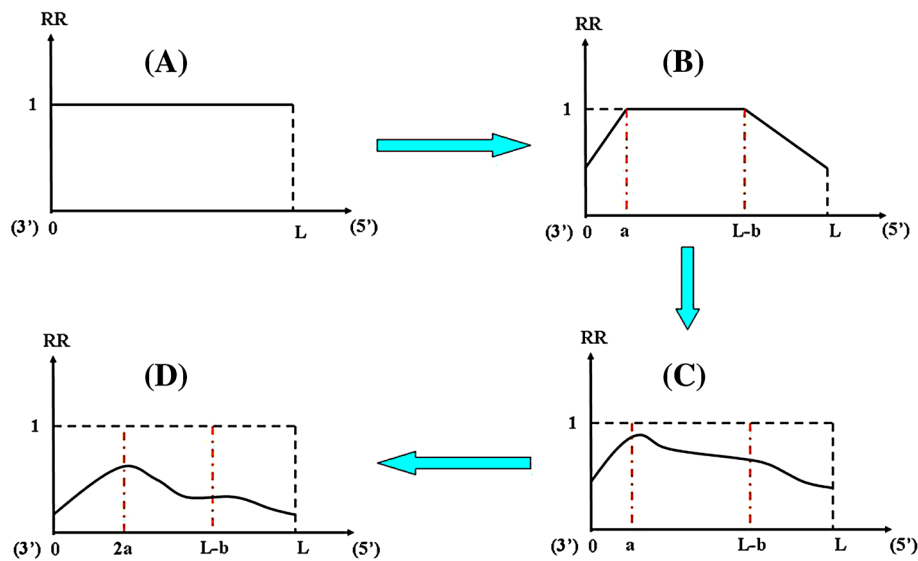 RR
(A)
1
(3') 0 L (5')
RR
(B)
1
(3') 0 a L-b L (5')
RR
(D)
1
(3') 0 2a L-b L (5')
RR
(C)
1
(3') 0 a L-b L (5')